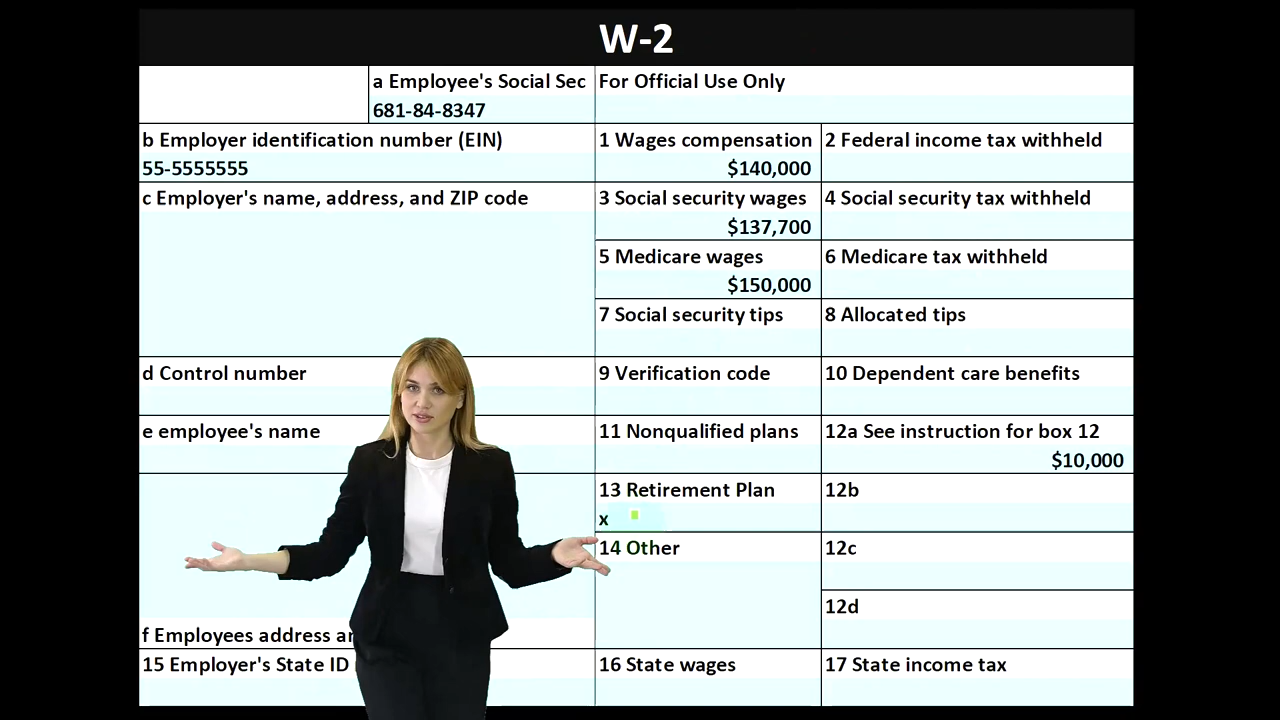 W-2
a Employee's Social Sec
For Official Use Only
681-84-8347
b Employer identification number (EIN)
1 Wages compensation
2 Federal income tax withheld
55-5555555
$140,000
c Employer's name, address, and ZIP code
3 Social security wages
4 Social security tax withheld
$137,700
5 Medicare wages
6 Medicare tax withheld
$150,000
7 Social security tips
8 Allocated tips
d Control number
9 Verification code
10 Dependent care benefits
e employee's name
11 Nonqualified plans
12a See instruction for box 12
$10,000
13 Retirement Plan
12b
x
14 Other
12c
12d
f Employees address
15 Employer's State ID
16 State wages
17 State income tax